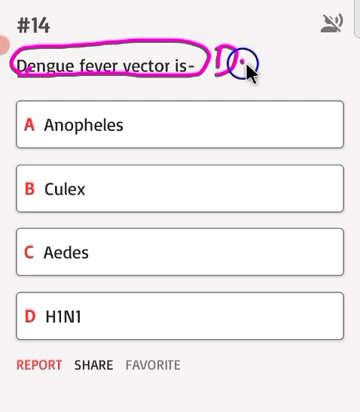 #14
Dengue fever vector is- D.
A Anopheles
B Culex
C Aedes
D H1N1
REPORT SHARE FAVORITE